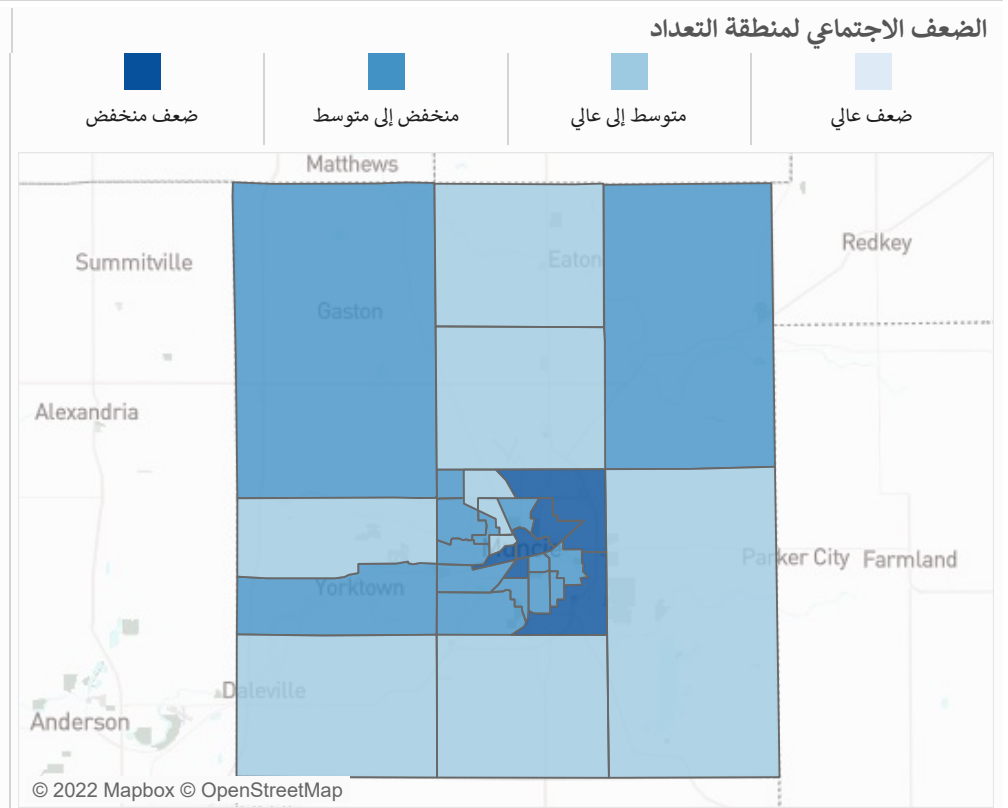 الضعف الاجتماعي لمنطقة التعداد
ضعف عالي
متوسط إلى عالي
منخفض إلى متوسط
ضعف منخفض
Matthews
Redkey
Summitville
Eaton
Gaston
Alexandria
Muncie
Parker City
Farmland
Yorktown
Daleville
Anderson
© 2022 Mapbox © OpenStreetMap